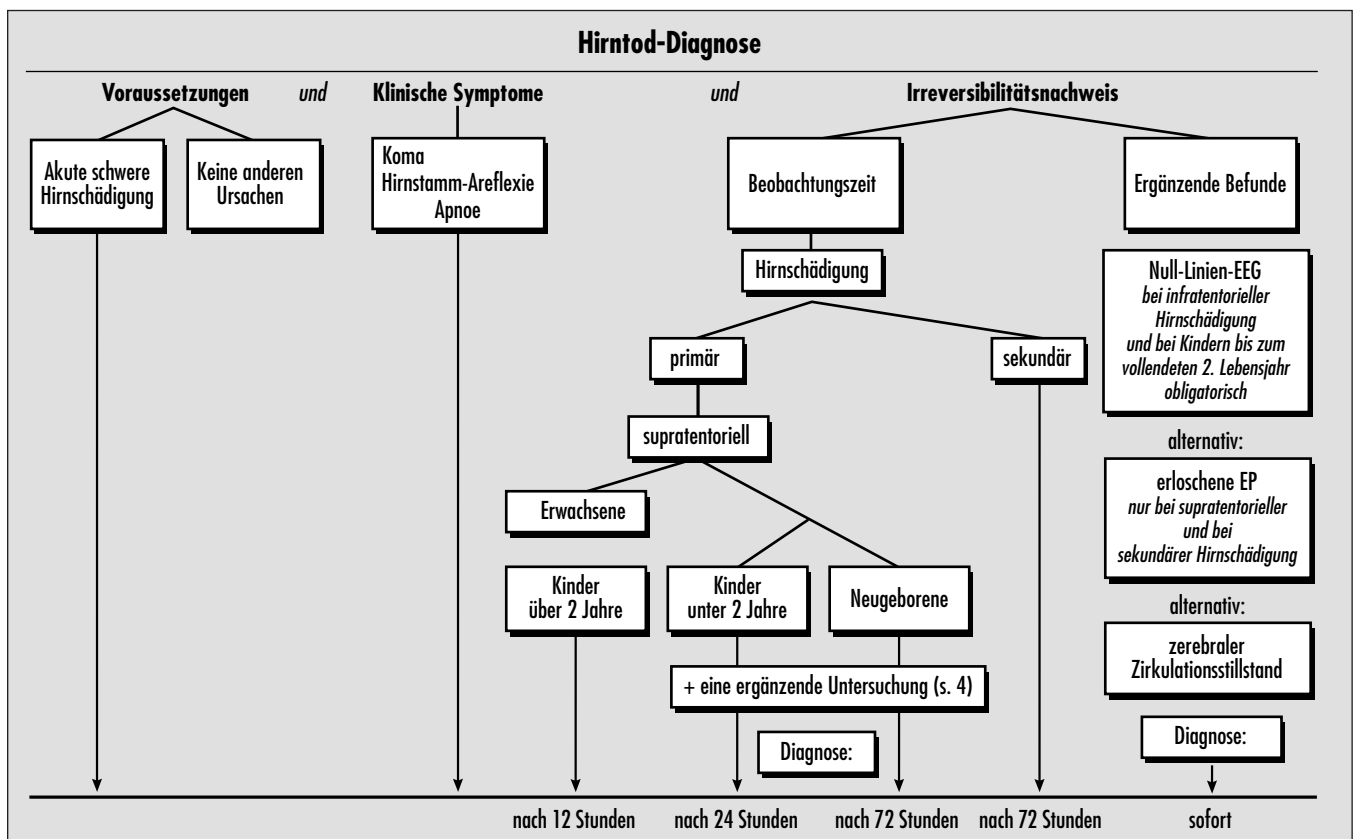 Hirntod-Diagnose
Voraussetzungen und Klinische Symptome und Irreversibilitätsnachweis
Akute schwere
Hirnschädigung
Keine anderen
Ursachen
Koma
Hirnstamm-Areflexie
Apnoe
Beobachtungszeit
Ergänzende Befunde
Hirnschädigung
primär
sekundär
supratentoriell
Erwachsene
Kinder
über 2 Jahre
Kinder
unter 2 Jahre
Neugeborene
+ eine ergänzende Untersuchung (s. 4)
Diagnose:
Null-Linien-EEG
bei infratentorieller
Hirnschädigung
und bei Kindern bis zum
vollendeten 2. Lebensjahr
obligatorisch
alternativ:
erloschene EP
nur bei supratentorieller
und bei
sekundärer Hirnschädigung
alternativ:
zerebraler
Zirkulationsstillstand
Diagnose:
nach 12 Stunden nach 24 Stunden nach 72 Stunden nach 72 Stunden sofort